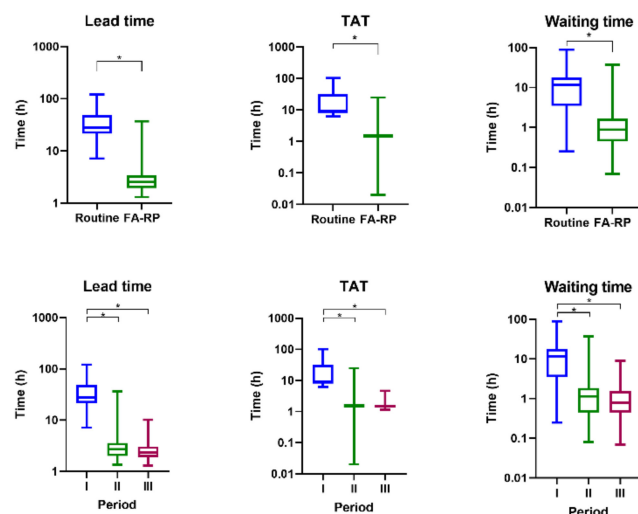 Lead time
*
Time (h)
1000
100
10
1
Routine FA-RP
TAT
*
Time (h)
1000
100
10
1
0.1
0.01
Routine FA-RP
Waiting time
*
Time (h)
100
10
1
0.1
0.01
Routine FA-RP
Lead time
*
*
Time (h)
1000
100
10
1
I II III
Period
TAT
*
*
Time (h)
1000
100
10
1
0.1
0.01
I II III
Period
Waiting time
*
*
Time (h)
100
10
1
0.1
0.01
I II III
Period